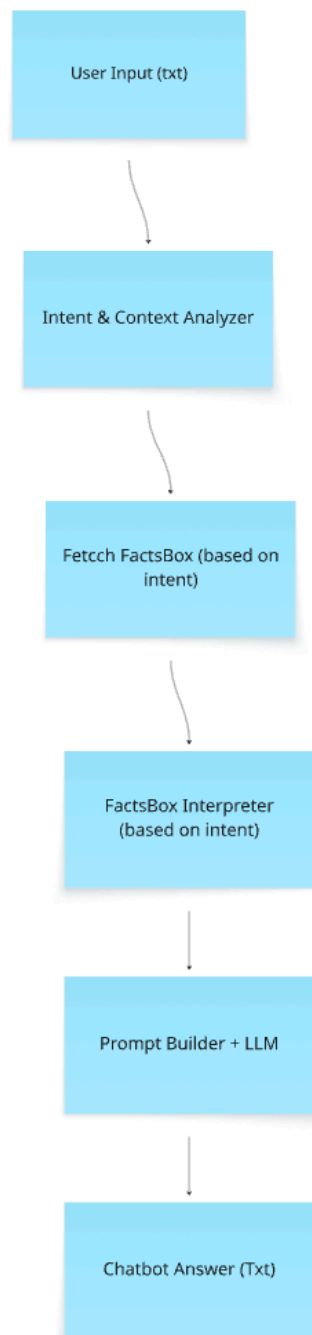 User Input (txt)
Intent & Context Analyzer
Fetcch FactsBox (based on
intent)
FactsBox Interpreter
(based on intent)
Prompt Builder + LLM
Chatbot Answer (Txt)